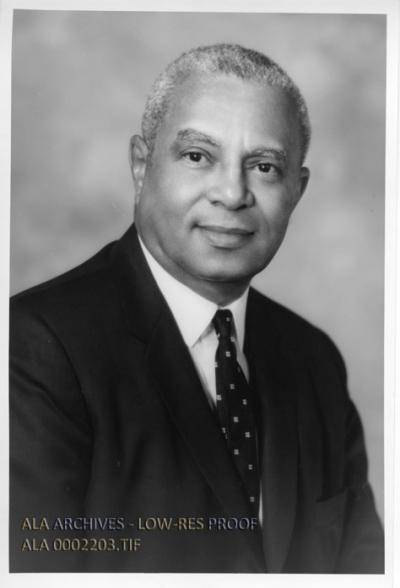 ALA ARCHIVES - LOW-RES PROOF
ALA 0002203.TIF